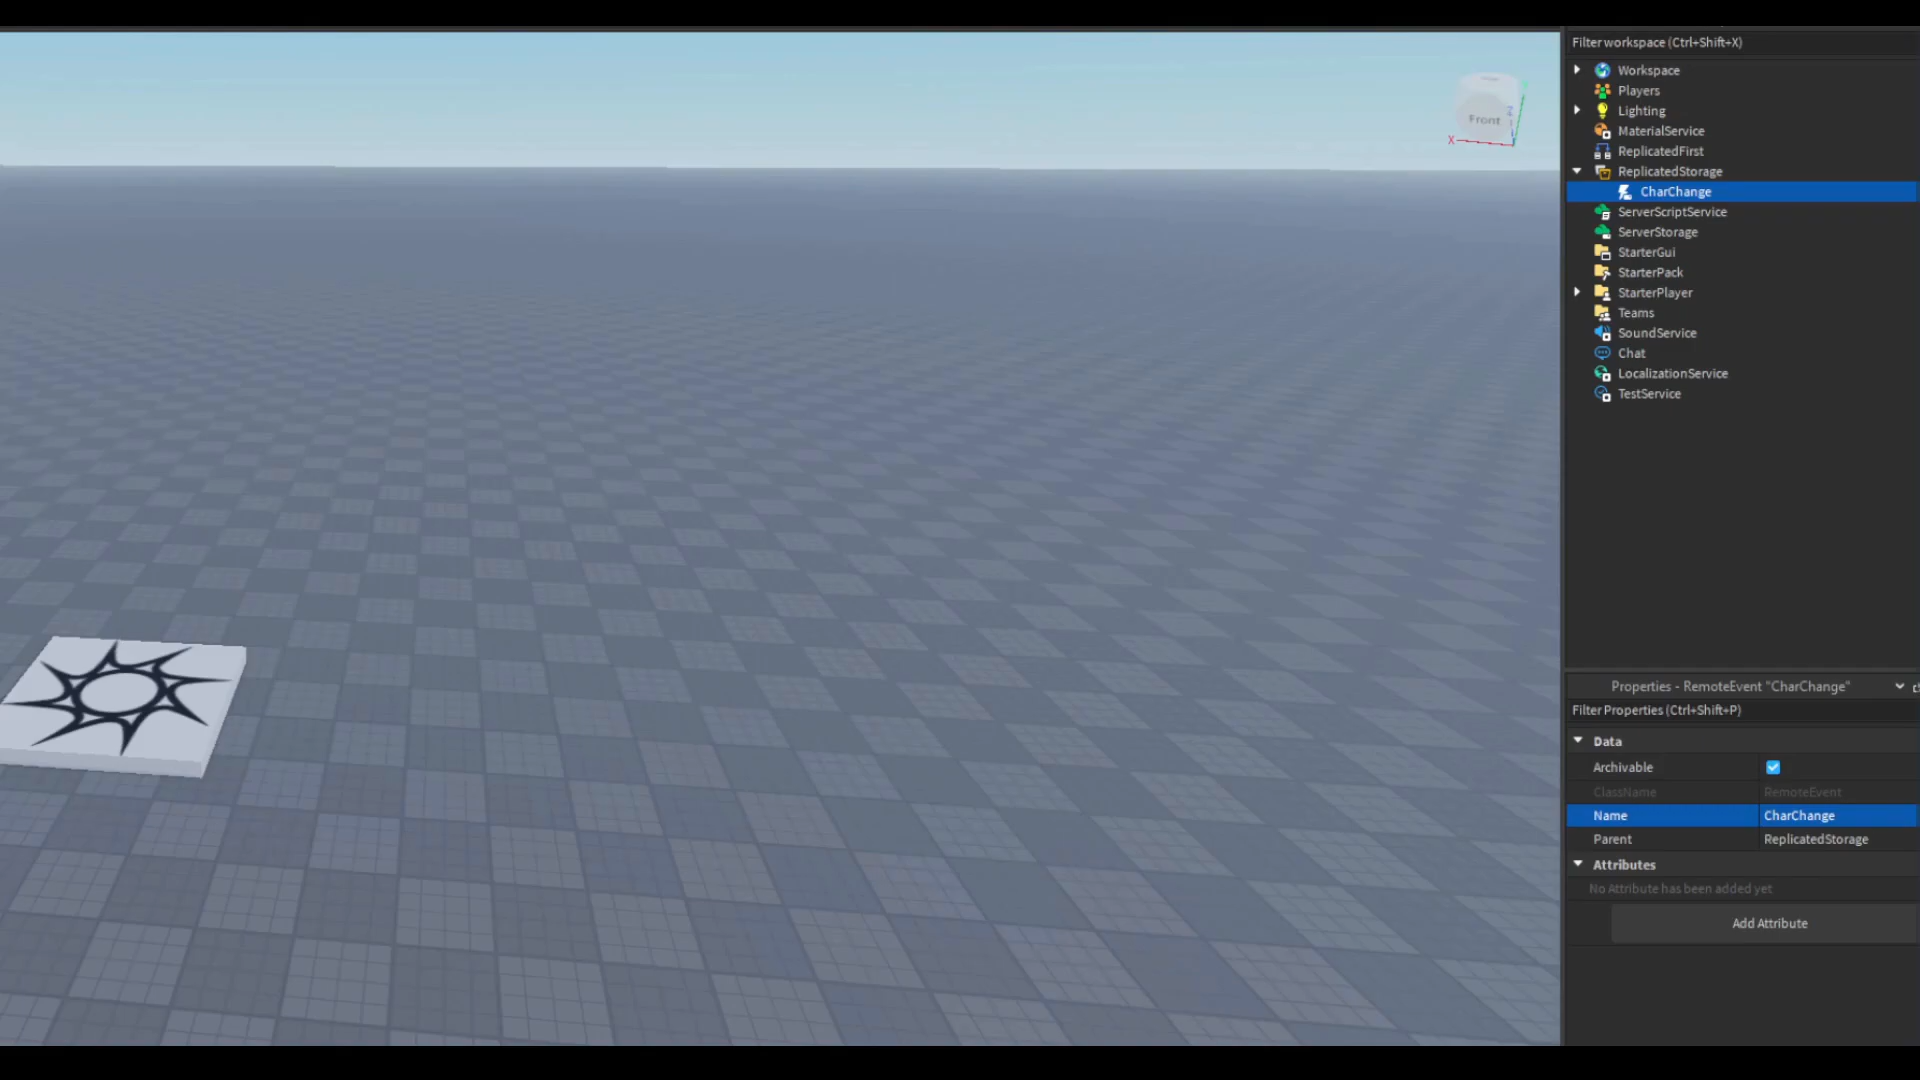 Filter workspace (Ctrl+Shift+X)
Workspace
Players
Lighting
MaterialService
ReplicatedFirst
ReplicatedStorage
CharChange
ServerScriptService
ServerStorage
StarterGui
StarterPack
StarterPlayer
Teams
SoundService
Chat
LocalizationService
TestService
Front
X
Properties - RemoteEvent "CharChange"
Filter Properties (Ctrl+Shift+P)
Data
Archivable
ClassName RemoteEvent
Name CharChange
Parent ReplicatedStorage
Attributes
No Attribute has been added yet
Add Attribute